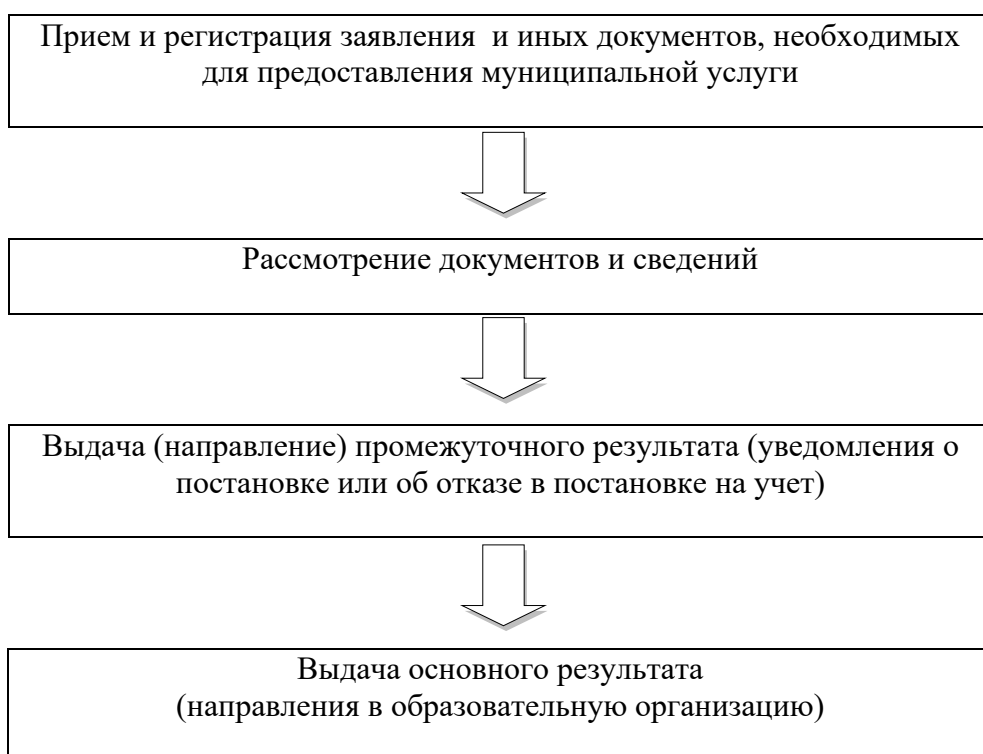 Прием и регистрация заявления  и иных документов, необходимых
для предоставления муниципальной услуги
Рассмотрение документов и сведений
Выдача (направление) промежуточного результата (уведомления о
постановке или об отказе в постановке на учет)
Выдача основного результата
(направления в образовательную организацию)